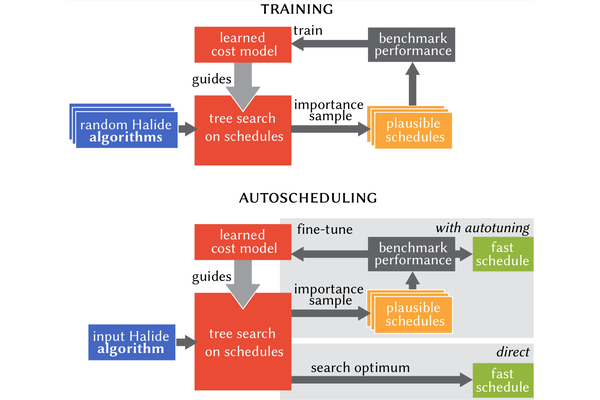 TRAINING
learned
cost model
train
benchmark
performance
guides
random Halide
algorithms
tree search
on schedules
importance
sample
plausible
schedules
AUTOSCHEDULING
learned
cost model
fine-tune
with autotuning
benchmark
performance
fast
schedule
guides
importance
sample
plausible
schedules
input Halide
algorithm
tree search
on schedules
direct
search optimum
fast
schedule